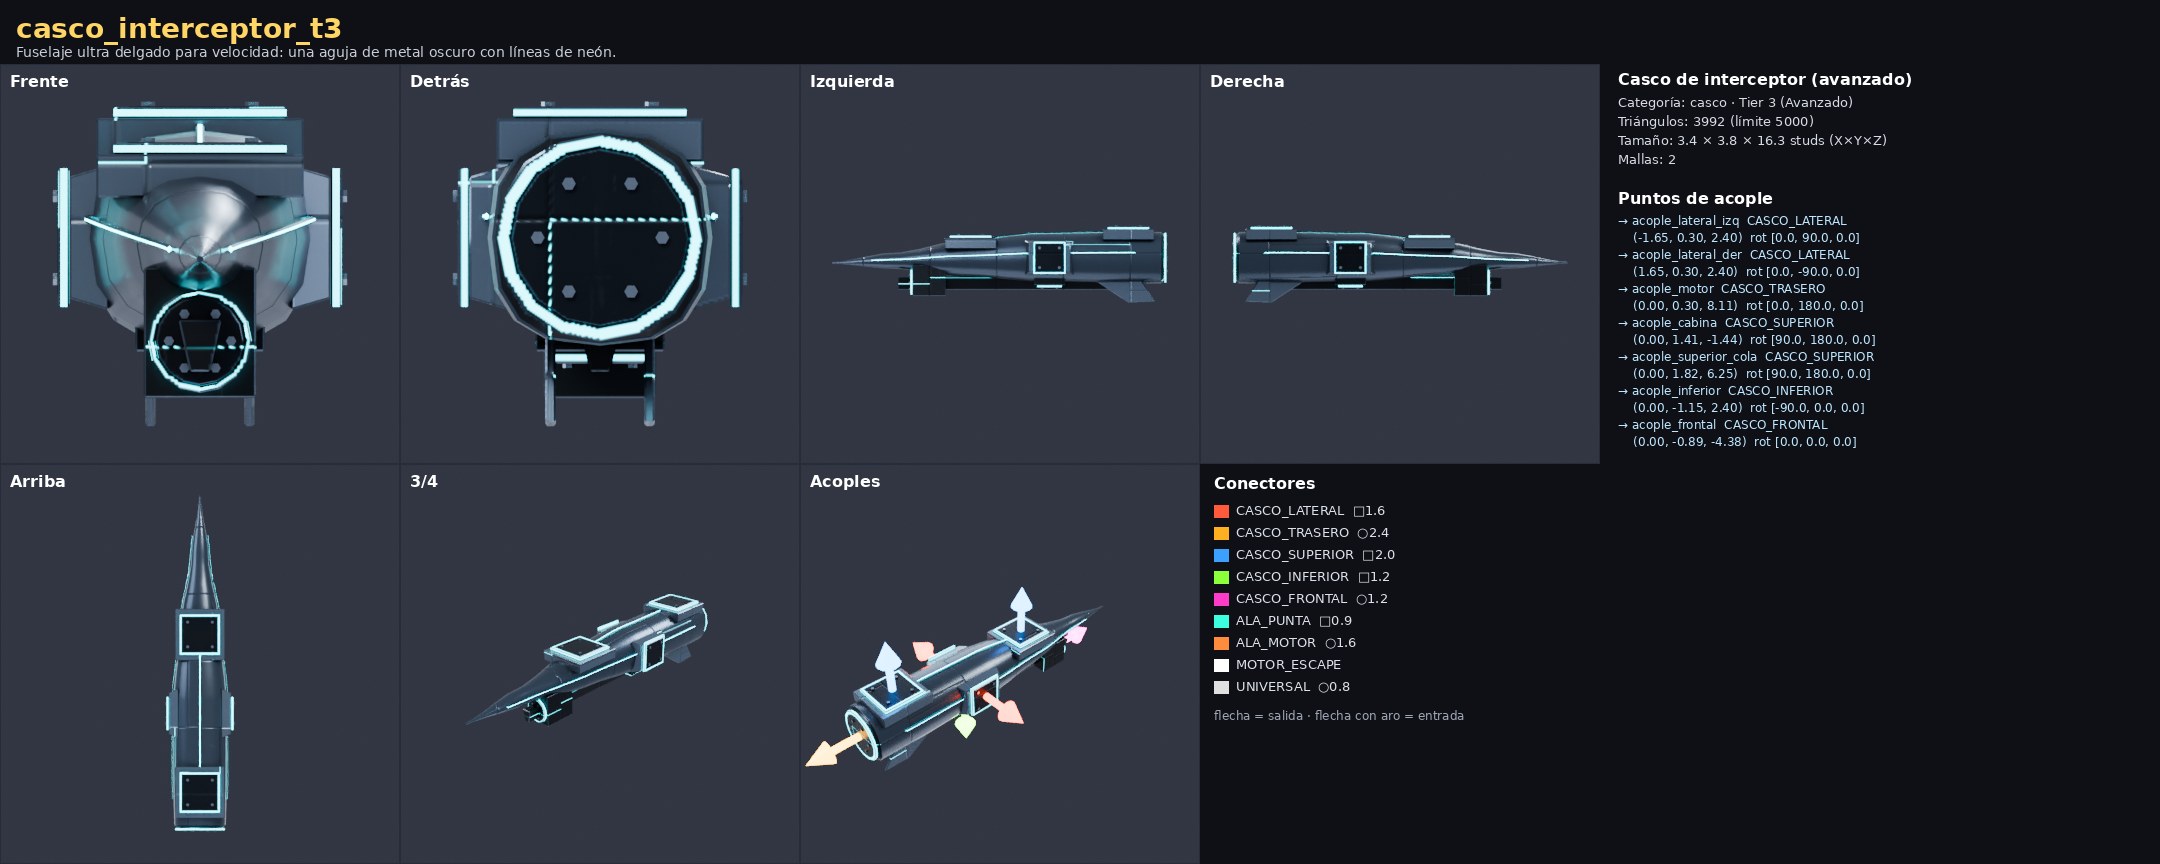 casco_interceptor_t3
Fuselaje ultra delgado para velocidad: una aguja de metal oscuro con líneas de neón.
Frente
Detrás
Izquierda
Derecha
Casco de interceptor (avanzado)
Categoría: casco · Tier 3 (Avanzado)
Triángulos: 3992 (límite 5000)
Tamaño: 3.4 × 3.8 × 16.3 studs (X×Y×Z)
Mallas: 2
Puntos de acople
→ acople_lateral_izq CASCO_LATERAL
(-1.65, 0.30, 2.40) rot [0.0, 90.0, 0.0]
→ acople_lateral_der CASCO_LATERAL
(1.65, 0.30, 2.40) rot [0.0, -90.0, 0.0]
→ acople_motor CASCO_TRASERO
(0.00, 0.30, 8.11) rot [0.0, 180.0, 0.0]
→ acople_cabina CASCO_SUPERIOR
(0.00, 1.41, -1.44) rot [90.0, 180.0, 0.0]
→ acople_superior_cola CASCO_SUPERIOR
(0.00, 1.82, 6.25) rot [90.0, 180.0, 0.0]
→ acople_inferior CASCO_INFERIOR
(0.00, -1.15, 2.40) rot [-90.0, 0.0, 0.0]
→ acople_frontal CASCO_FRONTAL
(0.00, -0.89, -4.38) rot [0.0, 0.0, 0.0]
Arriba
3/4
Acoples
Conectores
CASCO_LATERAL □1.6
CASCO_TRASERO ○2.4
CASCO_SUPERIOR □2.0
CASCO_INFERIOR □1.2
CASCO_FRONTAL ○1.2
ALA_PUNTA □0.9
ALA_MOTOR ○1.6
MOTOR_ESCAPE
UNIVERSAL ○0.8
flecha = salida · flecha con aro = entrada